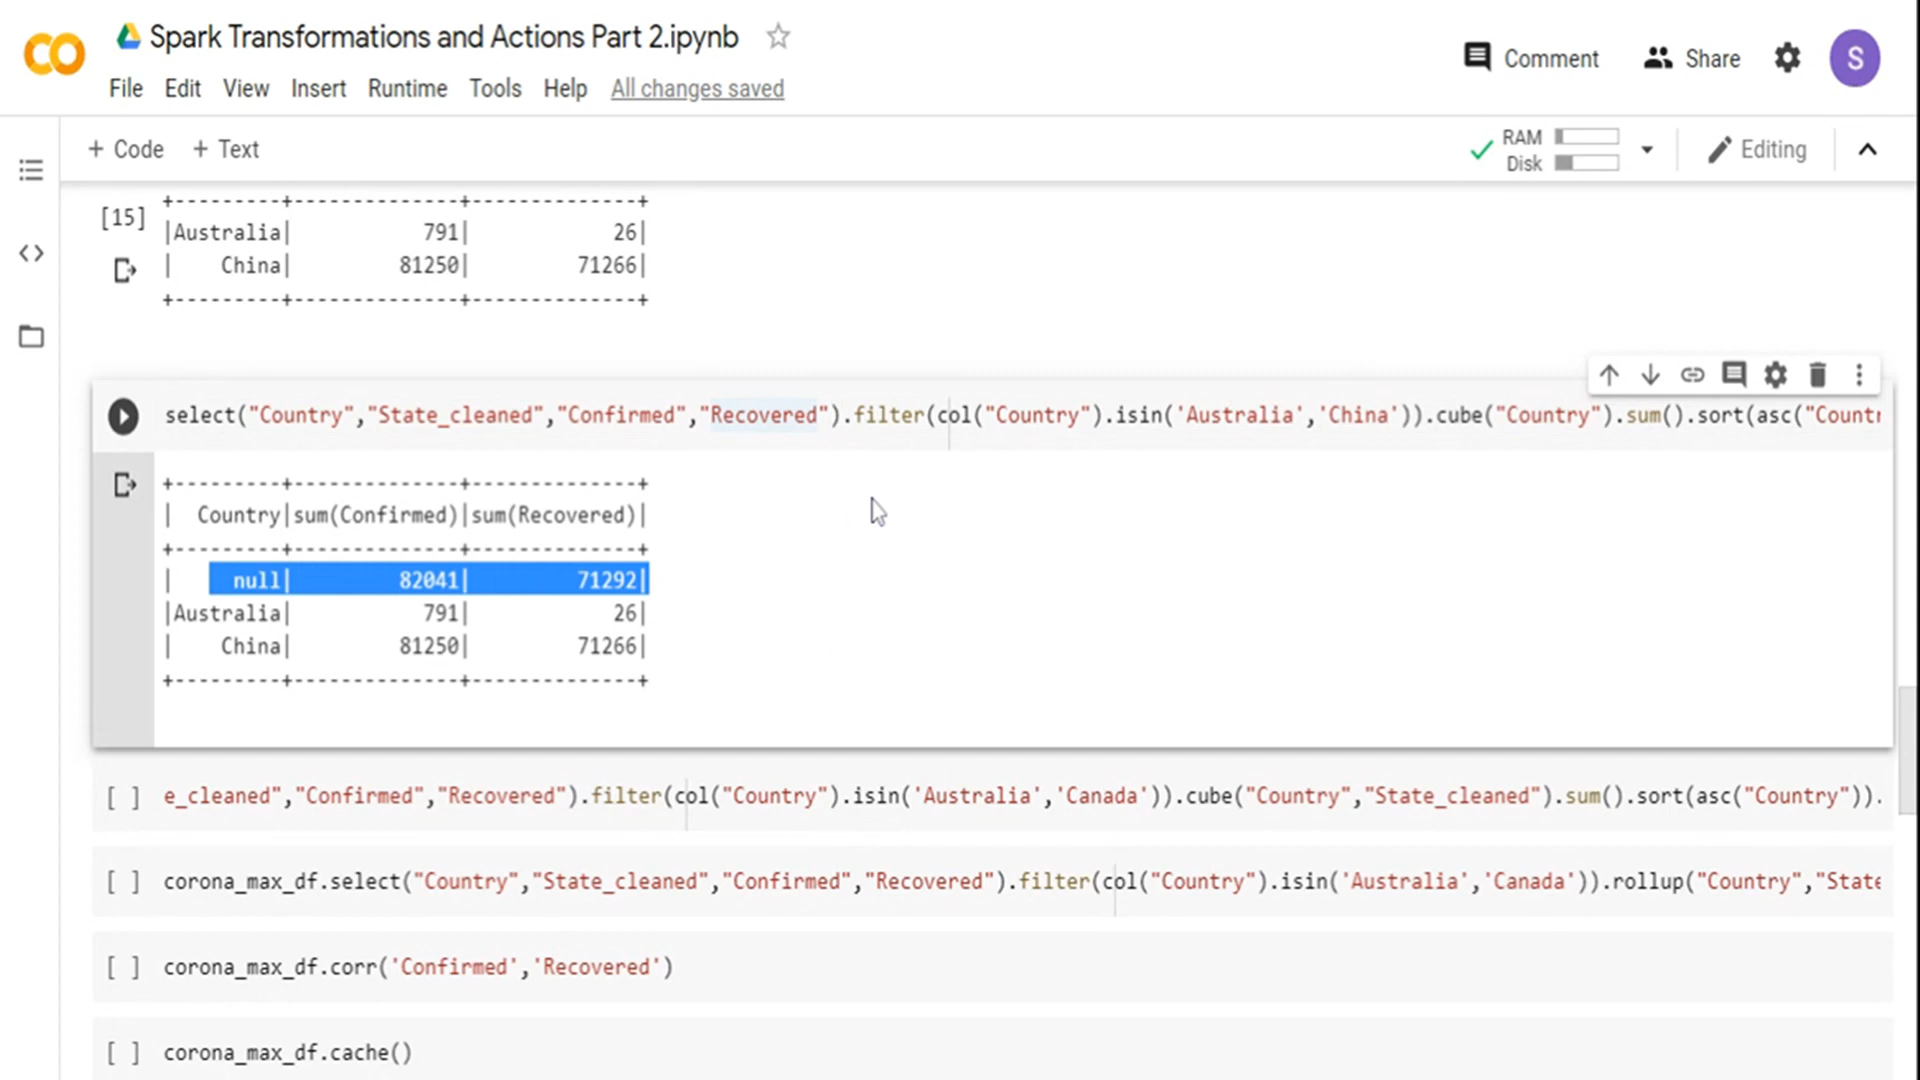 Spark Transformations and Actions Part 2.ipynb
Comment Share S
File Edit View Insert Runtime Tools Help All changes saved
+ Code + Text RAM Disk Editing
+---------+--------------+--------------+
[15] |Australia| 791| 26|
| China| 81250| 71266|
+---------+--------------+--------------+
select("Country","State_cleaned","Confirmed","Recovered").filter(col("Country").isin('Australia','China')).cube("Country").sum().sort(asc("Countr
+---------+--------------+--------------+
| Country|sum(Confirmed)|sum(Recovered)|
+---------+--------------+--------------+
| null| 82041| 71292|
|Australia| 791| 26|
| China| 81250| 71266|
+---------+--------------+--------------+
[ ] e_cleaned","Confirmed","Recovered").filter(col("Country").isin('Australia','Canada')).cube("Country","State_cleaned").sum().sort(asc("Country")).
[ ] corona_max_df.select("Country","State_cleaned","Confirmed","Recovered").filter(col("Country").isin('Australia','Canada')).rollup("Country","State
[ ] corona_max_df.corr('Confirmed','Recovered')
[ ] corona_max_df.cache()